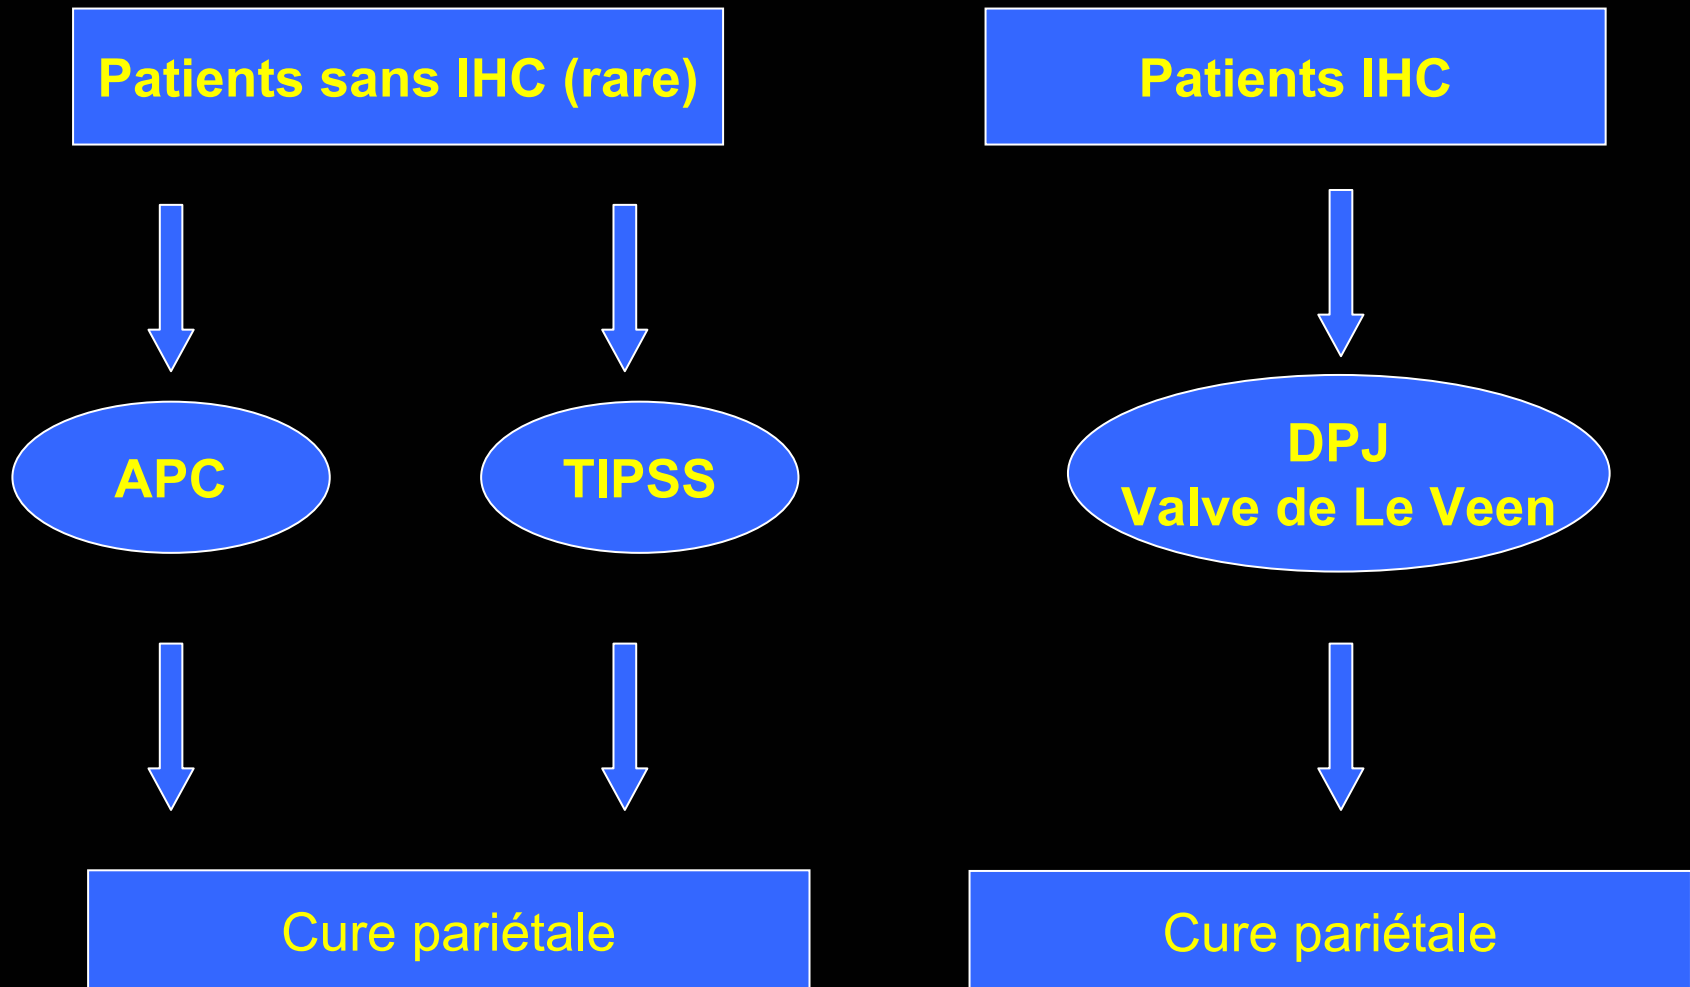 Patients sans IHC (rare)
Patients IHC
APC
TIPSS
DPJ
Valve de Le Veen
Cure pariétale
Cure pariétale